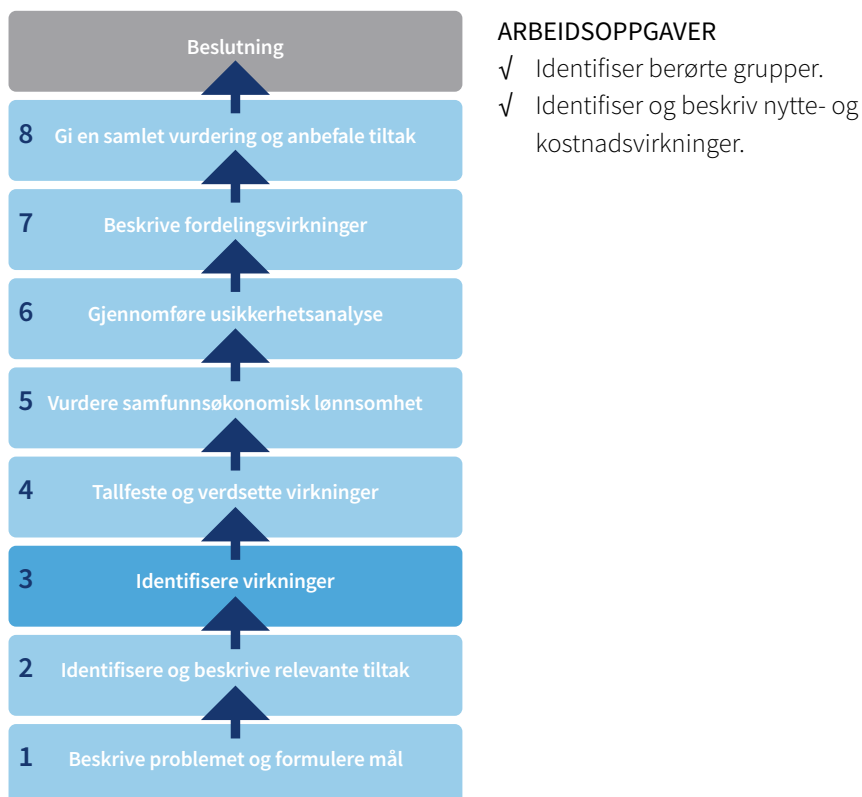 Beslutning
8 Gi en samlet vurdering og anbefale tiltak
7 Beskrive fordelingsvirkninger
6 Gjennomføre usikkerhetsanalyse
5 Vurdere samfunnsøkonomisk lønnsomhet
4 Tallfeste og verdsette virkninger
3 Identifisere virkninger
2 Identifisere og beskrive relevante tiltak
1 Beskrive problemet og formulere mål
ARBEIDSOPPGAVER
√ Identifiser berørte grupper.
√ Identifiser og beskriv nytte- og
kostnadsvirkninger.